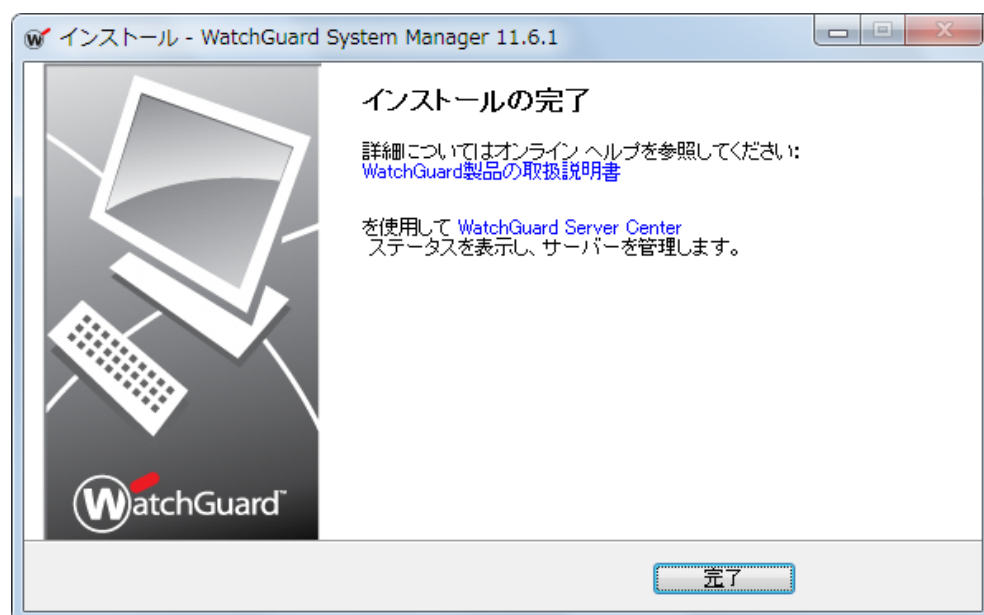 インストール - WatchGuard System Manager 11.6.1
インストールの完了
詳細についてはオンライン ヘルプを参照してください:
WatchGuard製品の取扱説明書
を使用して WatchGuard Server Center
ステータスを表示し、サーバーを管理します。
WatchGuard™
完了